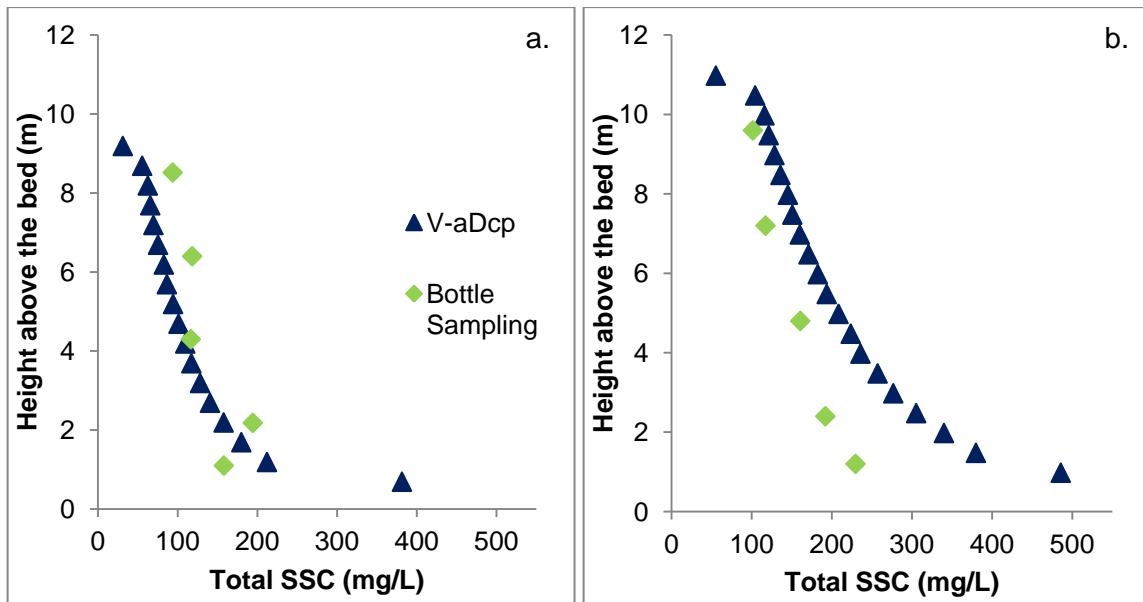 a.
12
10
8
6
4
2
0
Height above the bed (m)
V-aDcp
Bottle
Sampling
0 100 200 300 400 500
Total SSC (mg/L)
b.
12
10
8
6
4
2
0
Height above the bed (m)
0 100 200 300 400 500
Total SSC (mg/L)